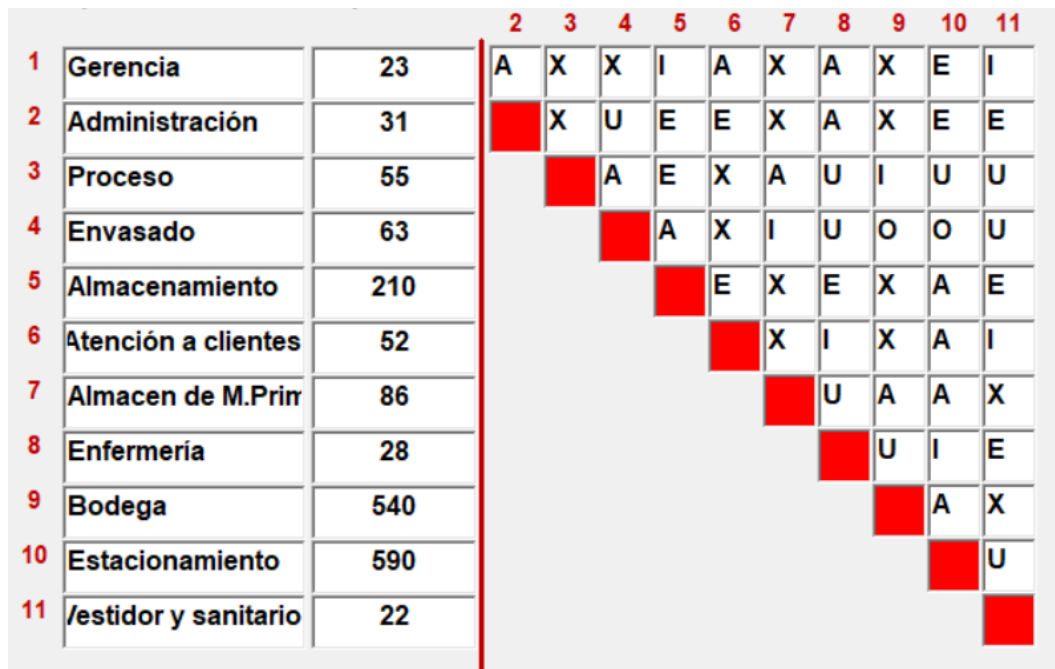 2 3 4 5 6 7 8 9 10 11
1 Gerencia 23 A X X I A X A X E I
2 Administración 31 X U E E X A X E E
3 Proceso 55 A E X A U I U U
4 Envasado 63 A X I U O O U
5 Almacenamiento 210 E X E X A E
6 Atención a clientes 52 X I X A I
7 Almacen de M.Prim 86 U A A X
8 Enfermería 28 U I E
9 Bodega 540 A X
10 Estacionamiento 590 U
11 Vestidor y sanitario 22